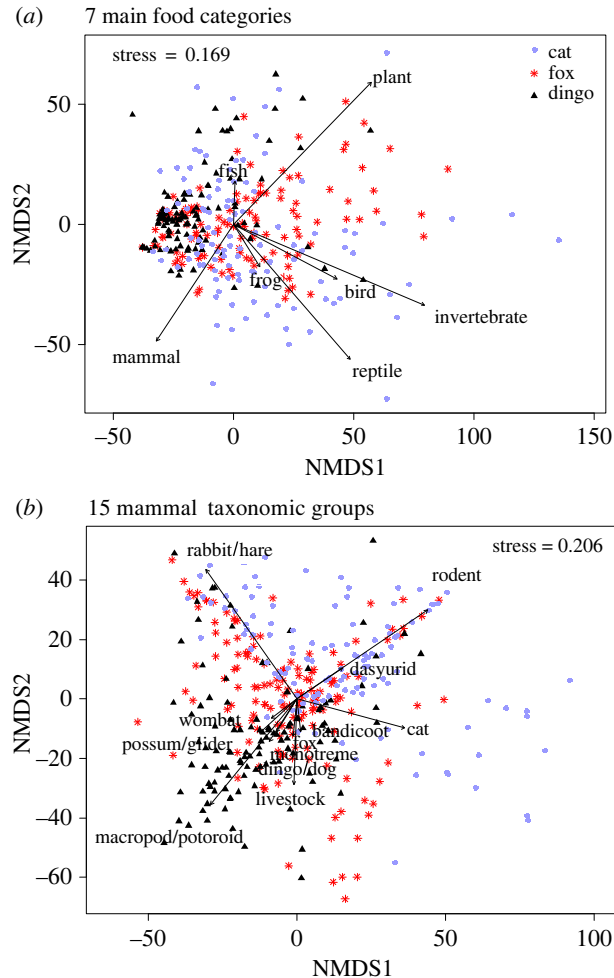 (a) 7 main food categories
stress = 0.169
cat
fox
dingo
plant
fish
frog
bird
invertebrate
mammal
reptile
50
0
−50
NMDS2
−50 0 50 100 150
NMDS1
(b) 15 mammal taxonomic groups
stress = 0.206
rabbit/hare
rodent
dasyurid
wombat
bandicoot
cat
possum/glider
fox
monotreme
dingo/dog
livestock
macropod/potoroid
40
20
0
−20
−40
−60
NMDS2
−50 0 50 100
NMDS1